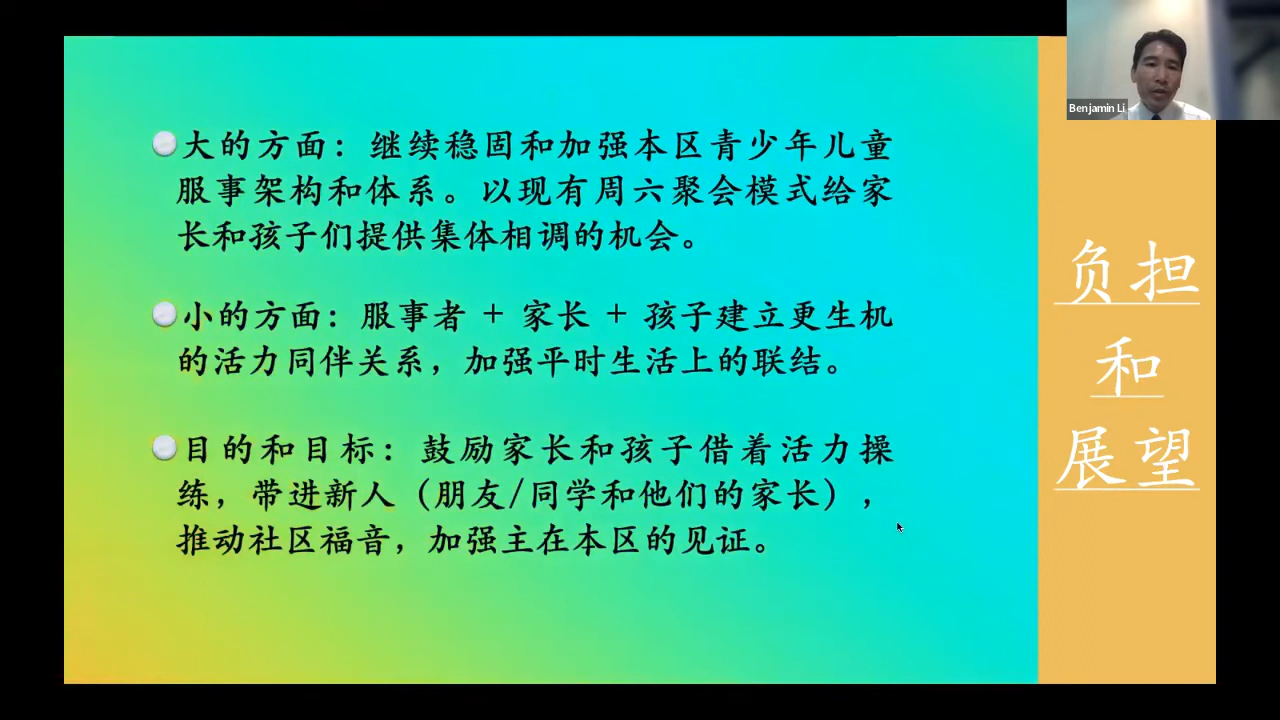 大的方面：继续稳固和加强本区青少年儿童
服事架构和体系。以现有周六聚会模式给家
长和孩子们提供集体相调的机会。
小的方面：服事者 + 家长 + 孩子建立更生机
的活力同伴关系，加强平时生活上的联结。
目的和目标：鼓励家长和孩子借着活力操
练，带进新人（朋友/同学和他们的家长），
推动社区福音，加强主在本区的见证。
负担
和
展望
Benjamin Li